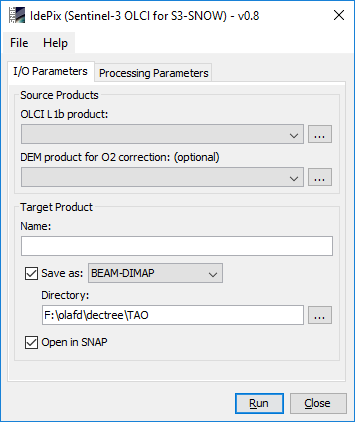 IdePix (Sentinel-3 OLCI for S3-SNOW) - v0.8
File Help
I/O Parameters Processing Parameters
Source Products
OLCI L1b product:
...
DEM product for O2 correction: (optional)
...
Target Product
Name:
Save as: BEAM-DIMAP
Directory:
F:\olafd\dectree\TAO ...
Open in SNAP
Run Close